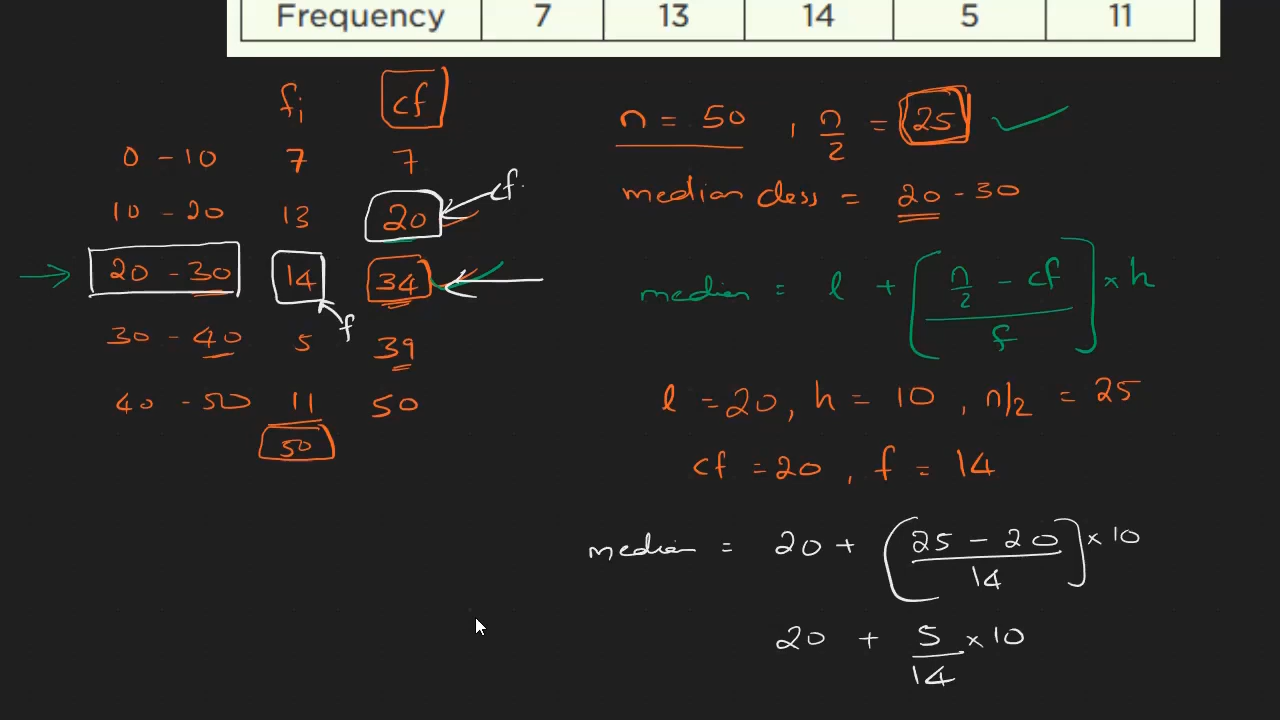 Frequency 7 13 14 5 11
fi cf
0 - 10 7 7
10 - 20 13 20 cf
20 - 30 14 34
f
30 - 40 5 39
40 - 50 11 50
50
n = 50 , n/2 = 25 ✓
median class = 20 - 30
median = l + [(n/2 - cf)/f] × h
l = 20, h = 10, n/2 = 25
cf = 20, f = 14
median = 20 + [(25 - 20)/14] × 10
20 + 5/14 × 10